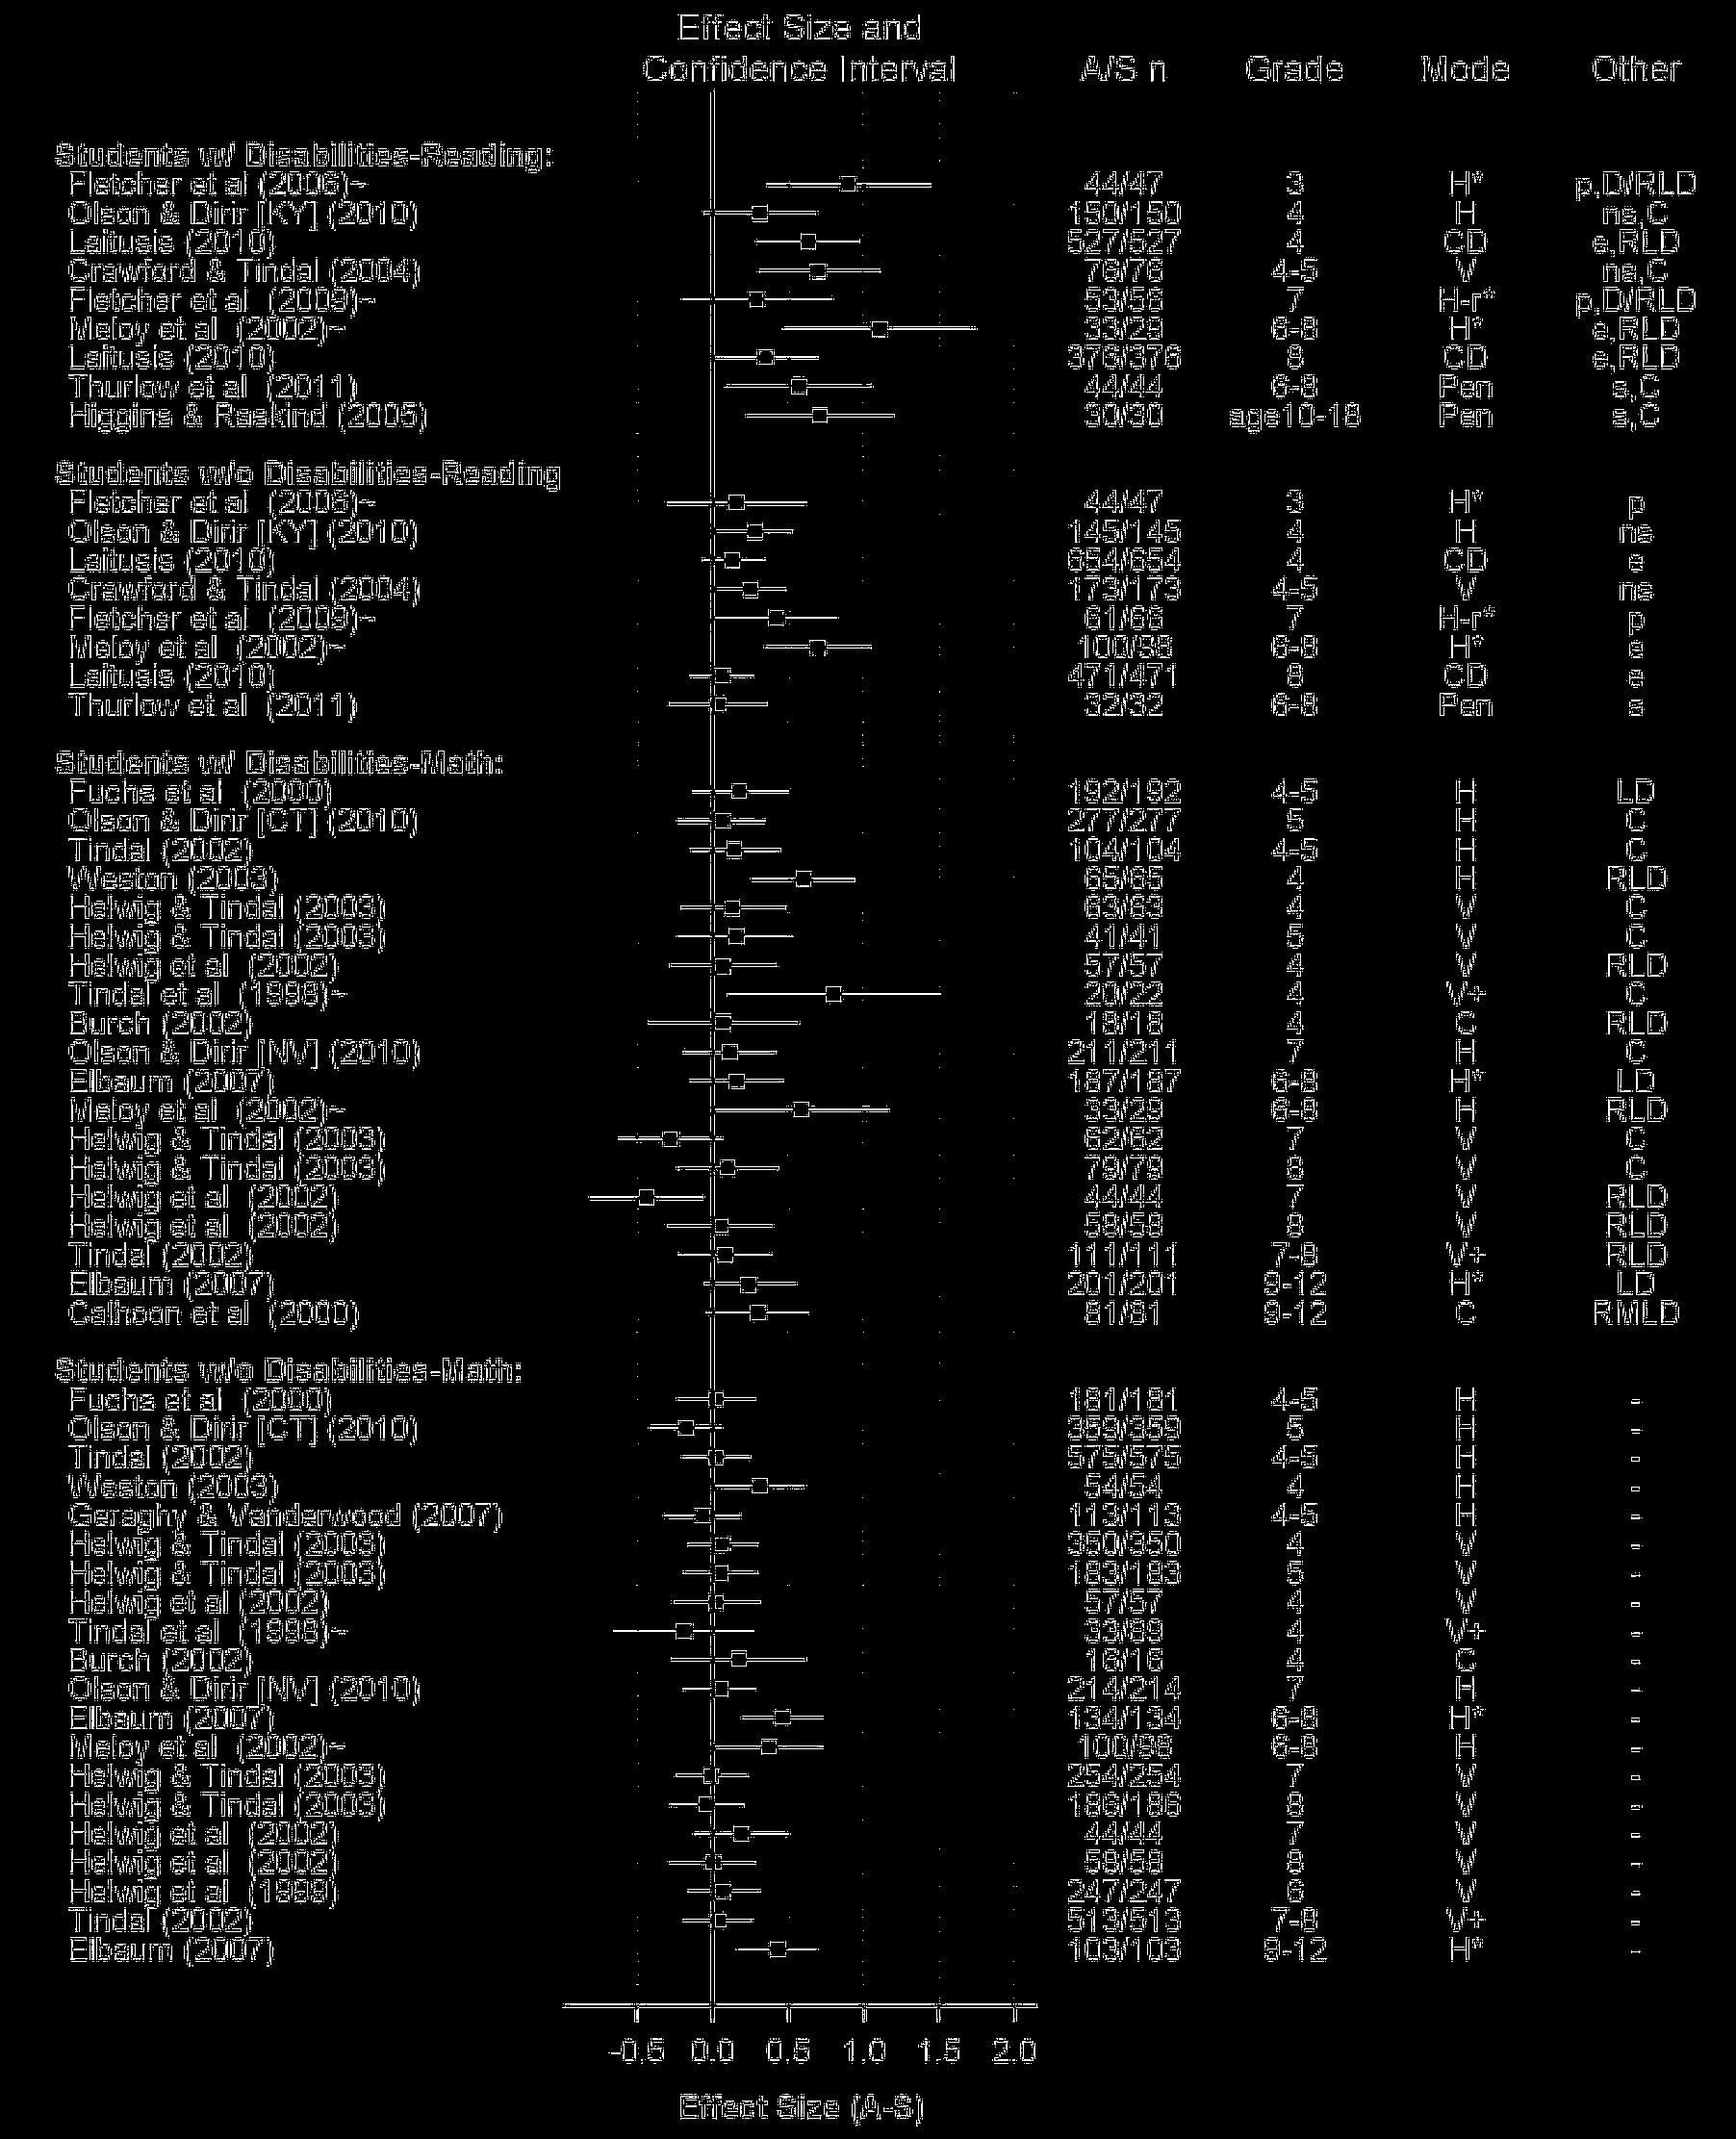 Effect Size and
Confidence Interval A/S n Grade Mode Other
Students w/ Disabilities-Reading:
Fletcher et al (2006)~ 44/47 3 H* p,D/RLD
Olson & Dirir [KY] (2010) 150/150 4 H ns,C
Laitusis (2010) 527/527 4 CD e,RLD
Crawford & Tindal (2004) 76/76 4-5 V ns,C
Fletcher et al (2009)~ 53/56 7 H-r* p,D/RLD
Meloy et al (2002)~ 33/29 6-8 H* e,RLD
Laitusis (2010) 376/376 8 CD e,RLD
Thurlow et al (2011) 44/44 6-8 Pen s,C
Higgins & Raskind (2005) 30/30 age10-18 Pen s,C
Students w/o Disabilities-Reading
Fletcher et al (2006)~ 44/47 3 H* p
Olson & Dirir [KY] (2010) 145/145 4 H ns
Laitusis (2010) 654/654 4 CD e
Crawford & Tindal (2004) 173/173 4-5 V ns
Fletcher et al (2009)~ 61/66 7 H-r* p
Meloy et al (2002)~ 100/98 6-8 H* e
Laitusis (2010) 471/471 8 CD e
Thurlow et al (2011) 32/32 6-8 Pen s
Students w/ Disabilities-Math:
Fuchs et al (2000) 192/192 4-5 H LD
Olson & Dirir [CT] (2010) 277/277 5 H C
Tindal (2002) 104/104 4-5 H C
Weston (2003) 65/65 4 H RLD
Helwig & Tindal (2003) 63/63 4 V C
Helwig & Tindal (2003) 41/41 5 V C
Helwig et al (2002) 57/57 4 V RLD
Tindal et al (1998)~ 20/22 4 V+ C
Burch (2002) 18/18 4 C RLD
Olson & Dirir [NV] (2010) 211/211 7 H C
Elbaum (2007) 187/187 6-8 H* LD
Meloy et al (2002)~ 33/29 6-8 H RLD
Helwig & Tindal (2003) 62/62 7 V C
Helwig & Tindal (2003) 79/79 8 V C
Helwig et al (2002) 44/44 7 V RLD
Helwig et al (2002) 58/58 8 V RLD
Tindal (2002) 111/111 7-8 V+ RLD
Elbaum (2007) 201/201 9-12 H* LD
Calhoon et al (2000) 81/81 9-12 C RMLD
Students w/o Disabilities-Math:
Fuchs et al (2000) 181/181 4-5 H -
Olson & Dirir [CT] (2010) 359/359 5 H -
Tindal (2002) 575/575 4-5 H -
Weston (2003) 54/54 4 H -
Geraghy & Vanderwood (2007) 113/113 4-5 H -
Helwig & Tindal (2003) 350/350 4 V -
Helwig & Tindal (2003) 183/183 5 V -
Helwig et al (2002) 57/57 4 V -
Tindal et al (1998)~ 33/89 4 V+ -
Burch (2002) 16/16 4 C -
Olson & Dirir [NV] (2010) 214/214 7 H -
Elbaum (2007) 134/134 6-8 H* -
Meloy et al (2002)~ 100/98 6-8 H -
Helwig & Tindal (2003) 254/254 7 V -
Helwig & Tindal (2003) 186/186 8 V -
Helwig et al (2002) 44/44 7 V -
Helwig et al (2002) 58/58 8 V -
Helwig et al (1999) 247/247 6 V -
Tindal (2002) 513/513 7-8 V+ -
Elbaum (2007) 103/103 9-12 H* -
-0.5 0.0 0.5 1.0 1.5 2.0
Effect Size (A-S)